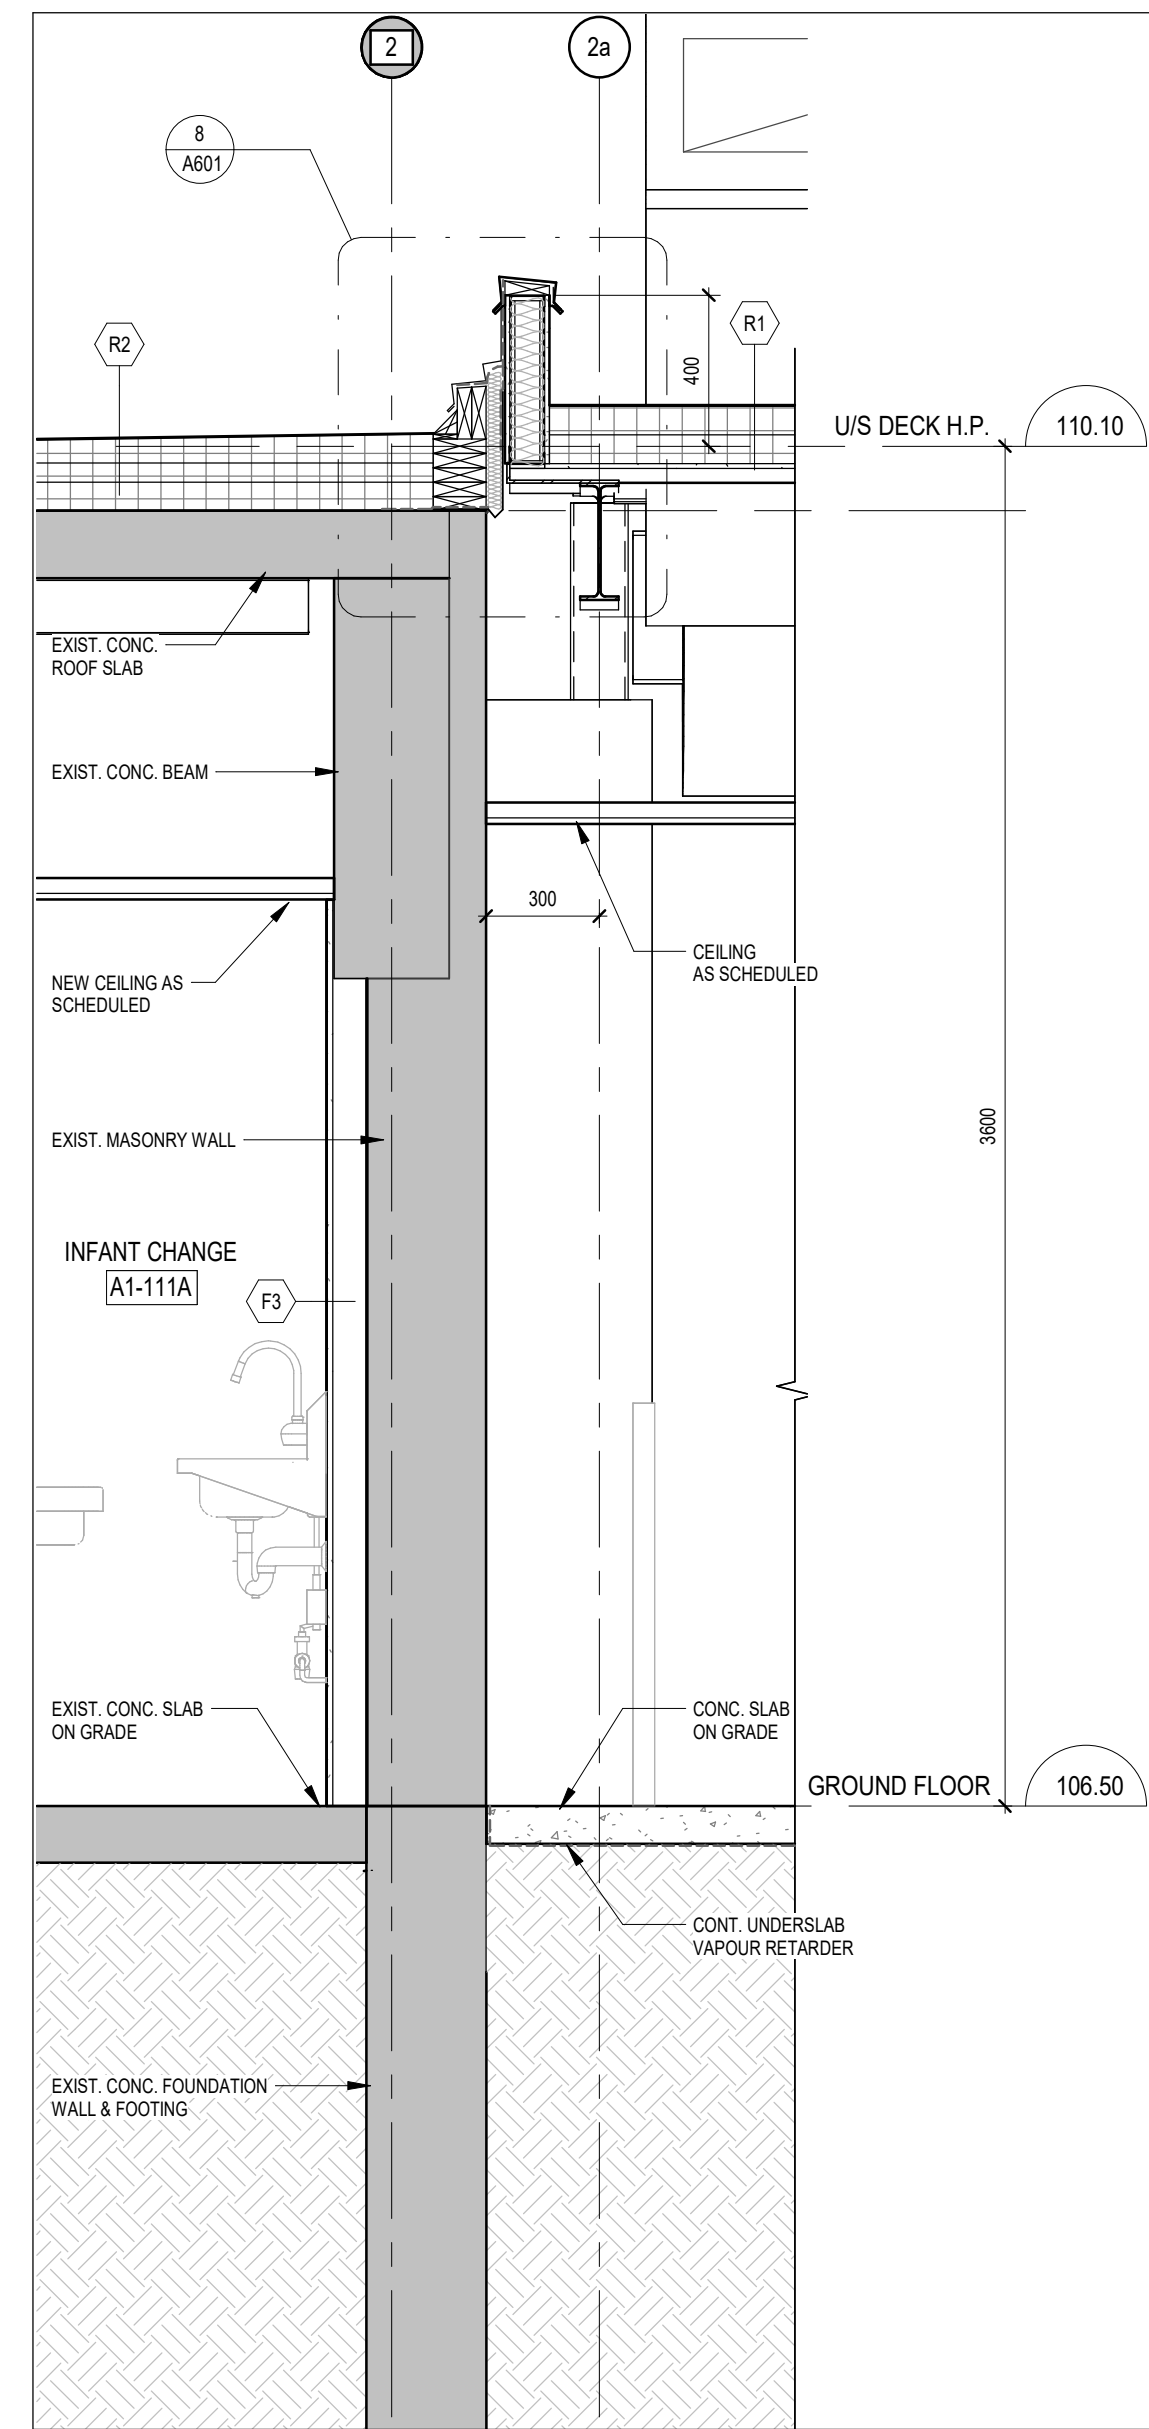 2
2a
8
A601
R2
R1
400
U/S DECK H.P.
110.10
EXIST. CONC.
ROOF SLAB
EXIST. CONC. BEAM
300
CEILING
AS SCHEDULED
NEW CEILING AS
SCHEDULED
3600
EXIST. MASONRY WALL
INFANT CHANGE
A1-111A
F3
EXIST. CONC. SLAB
ON GRADE
CONC. SLAB
ON GRADE
GROUND FLOOR
106.50
CONT. UNDERSLAB
VAPOUR RETARDER
EXIST. CONC. FOUNDATION
WALL & FOOTING